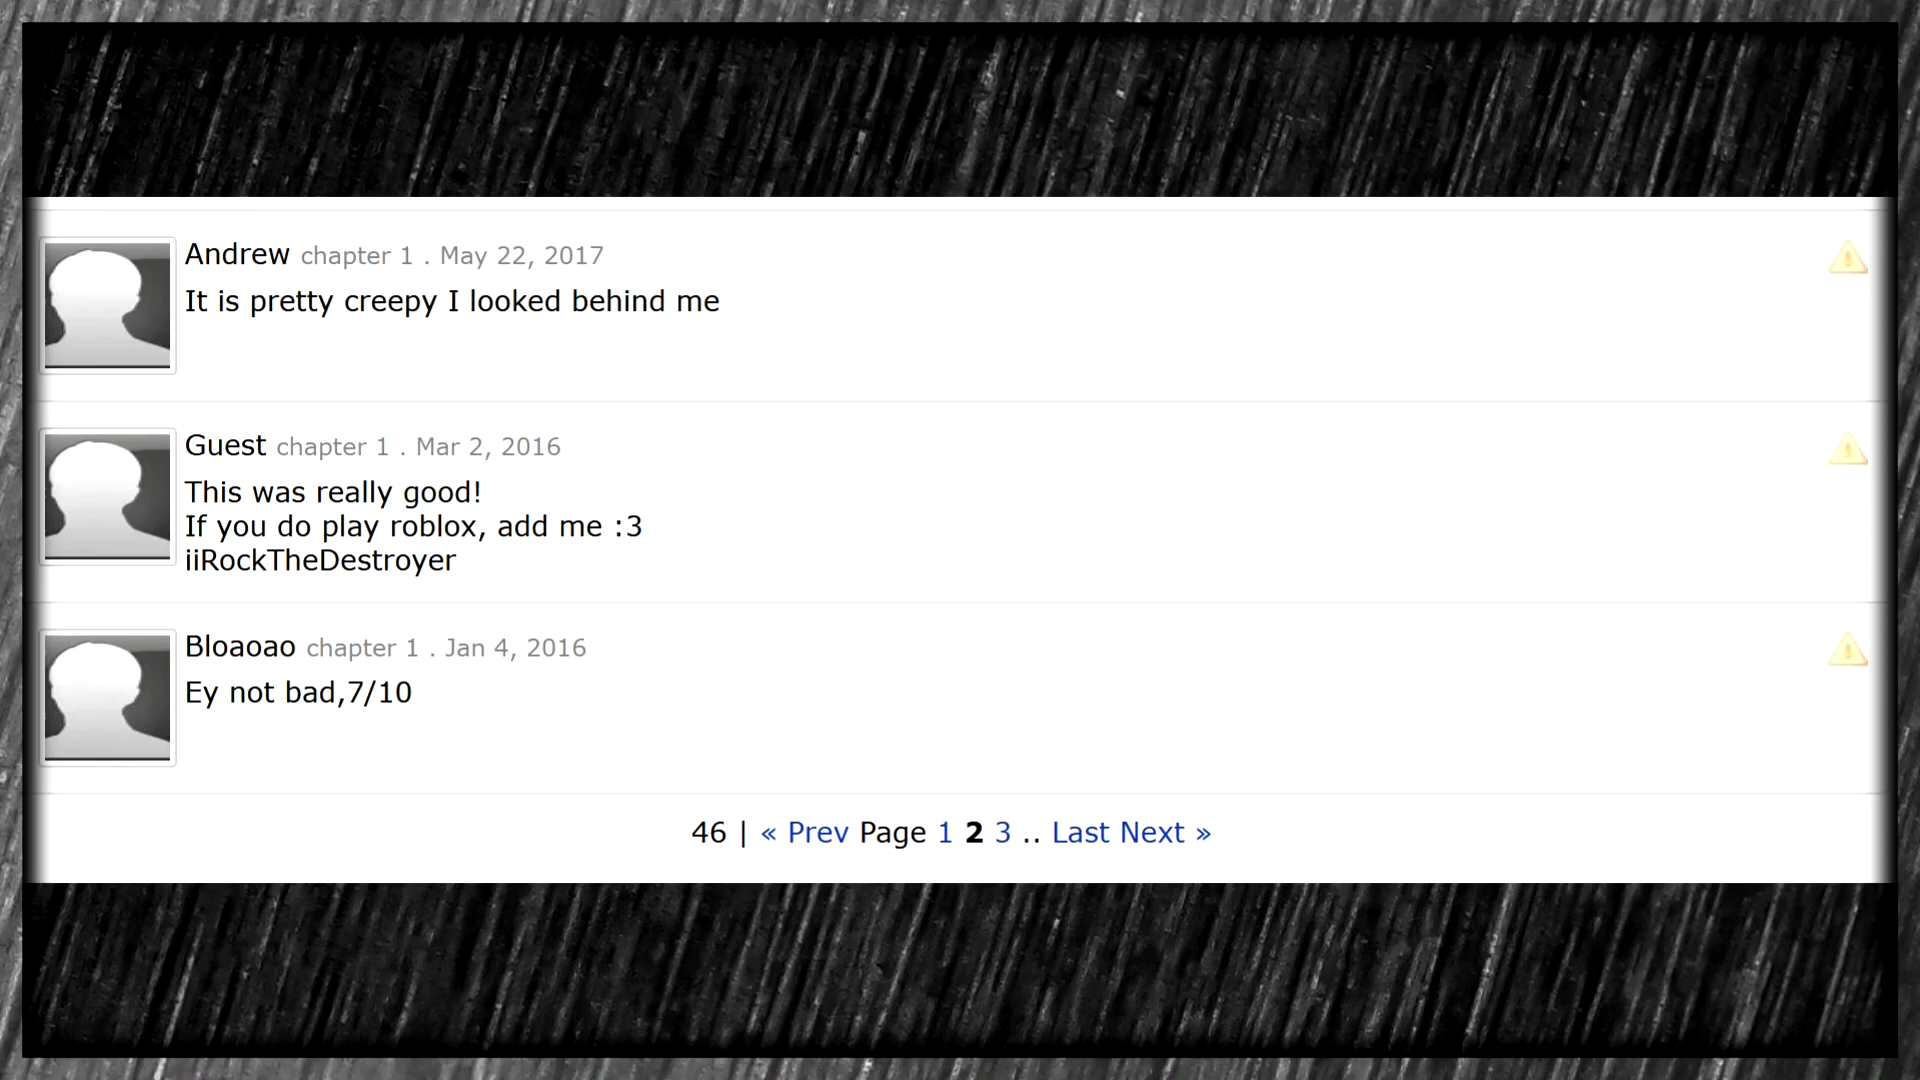 Andrew chapter 1 . May 22, 2017
It is pretty creepy I looked behind me
Guest chapter 1 . Mar 2, 2016
This was really good!
If you do play roblox, add me :3
iiRockTheDestroyer
Bloaoao chapter 1 . Jan 4, 2016
Ey not bad,7/10
46 | « Prev Page 1 2 3 .. Last Next »